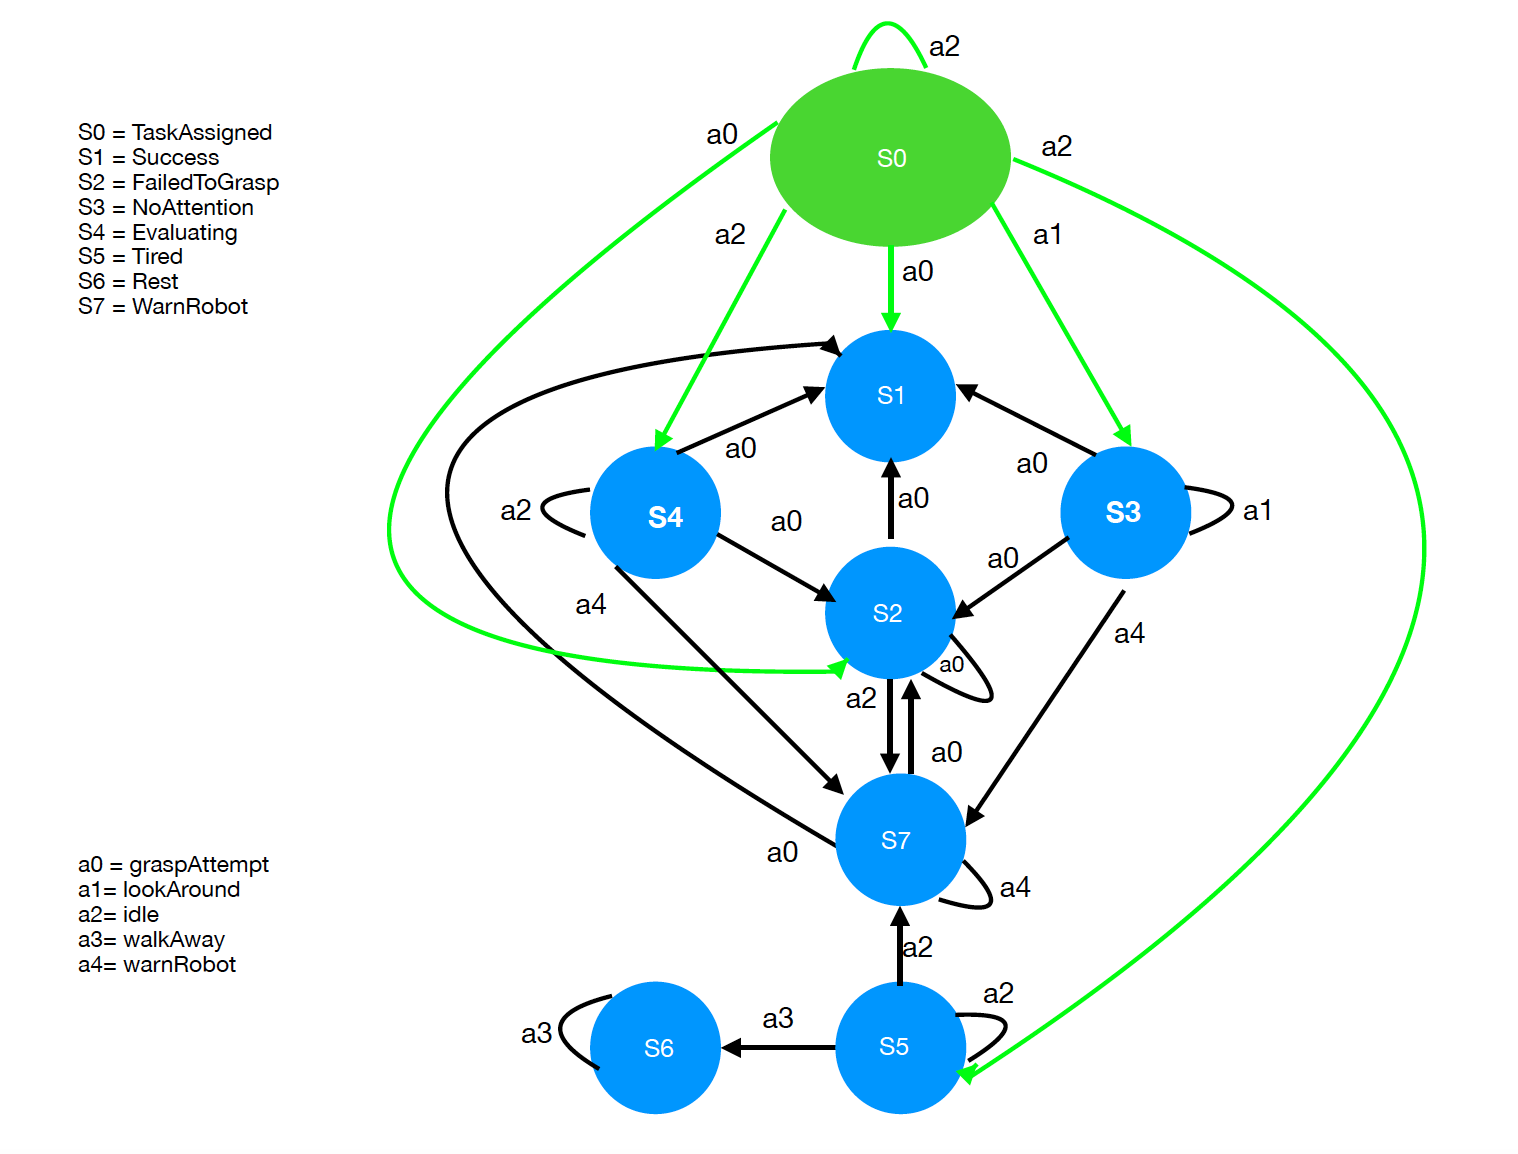 a2
S0 = TaskAssigned
S1 = Success
S2 = FailedToGrasp
S3 = NoAttention
S4 = Evaluating
S5 = Tired
S6 = Rest
S7 = WarnRobot
a0
a2
S0
a2
a1
a0
S1
a0
a0
a2
S4
a0
a0
S3
a1
a0
a4
S2
a0
a4
a2
a0
S7
a0
a4
a0 = graspAttempt
a1= lookAround
a2= idle
a3= walkAway
a4= warnRobot
a2
a2
a3
a3
S6
S5